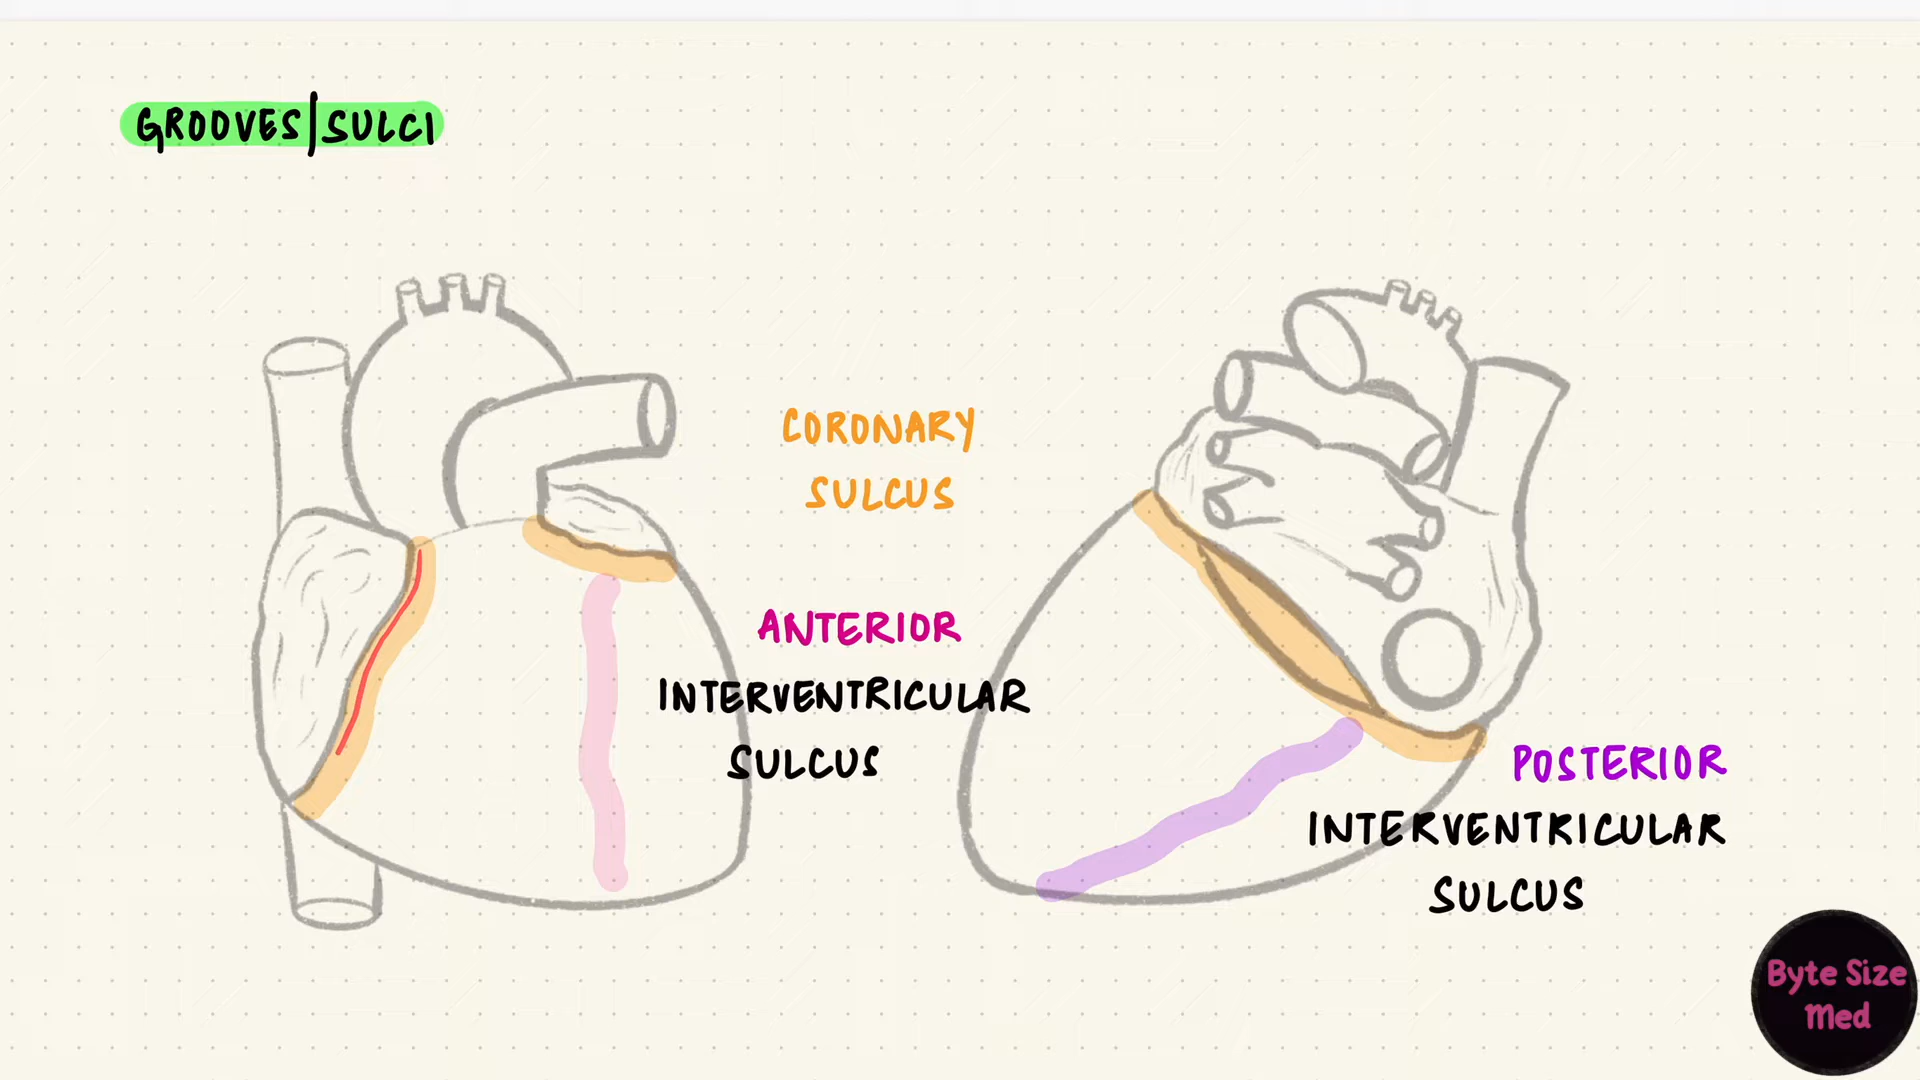 GROOVES|SULCI
CORONARY
SULCUS
ANTERIOR
INTERVENTRICULAR
SULCUS
POSTERIOR
INTERVENTRICULAR
SULCUS
Byte Size
Med